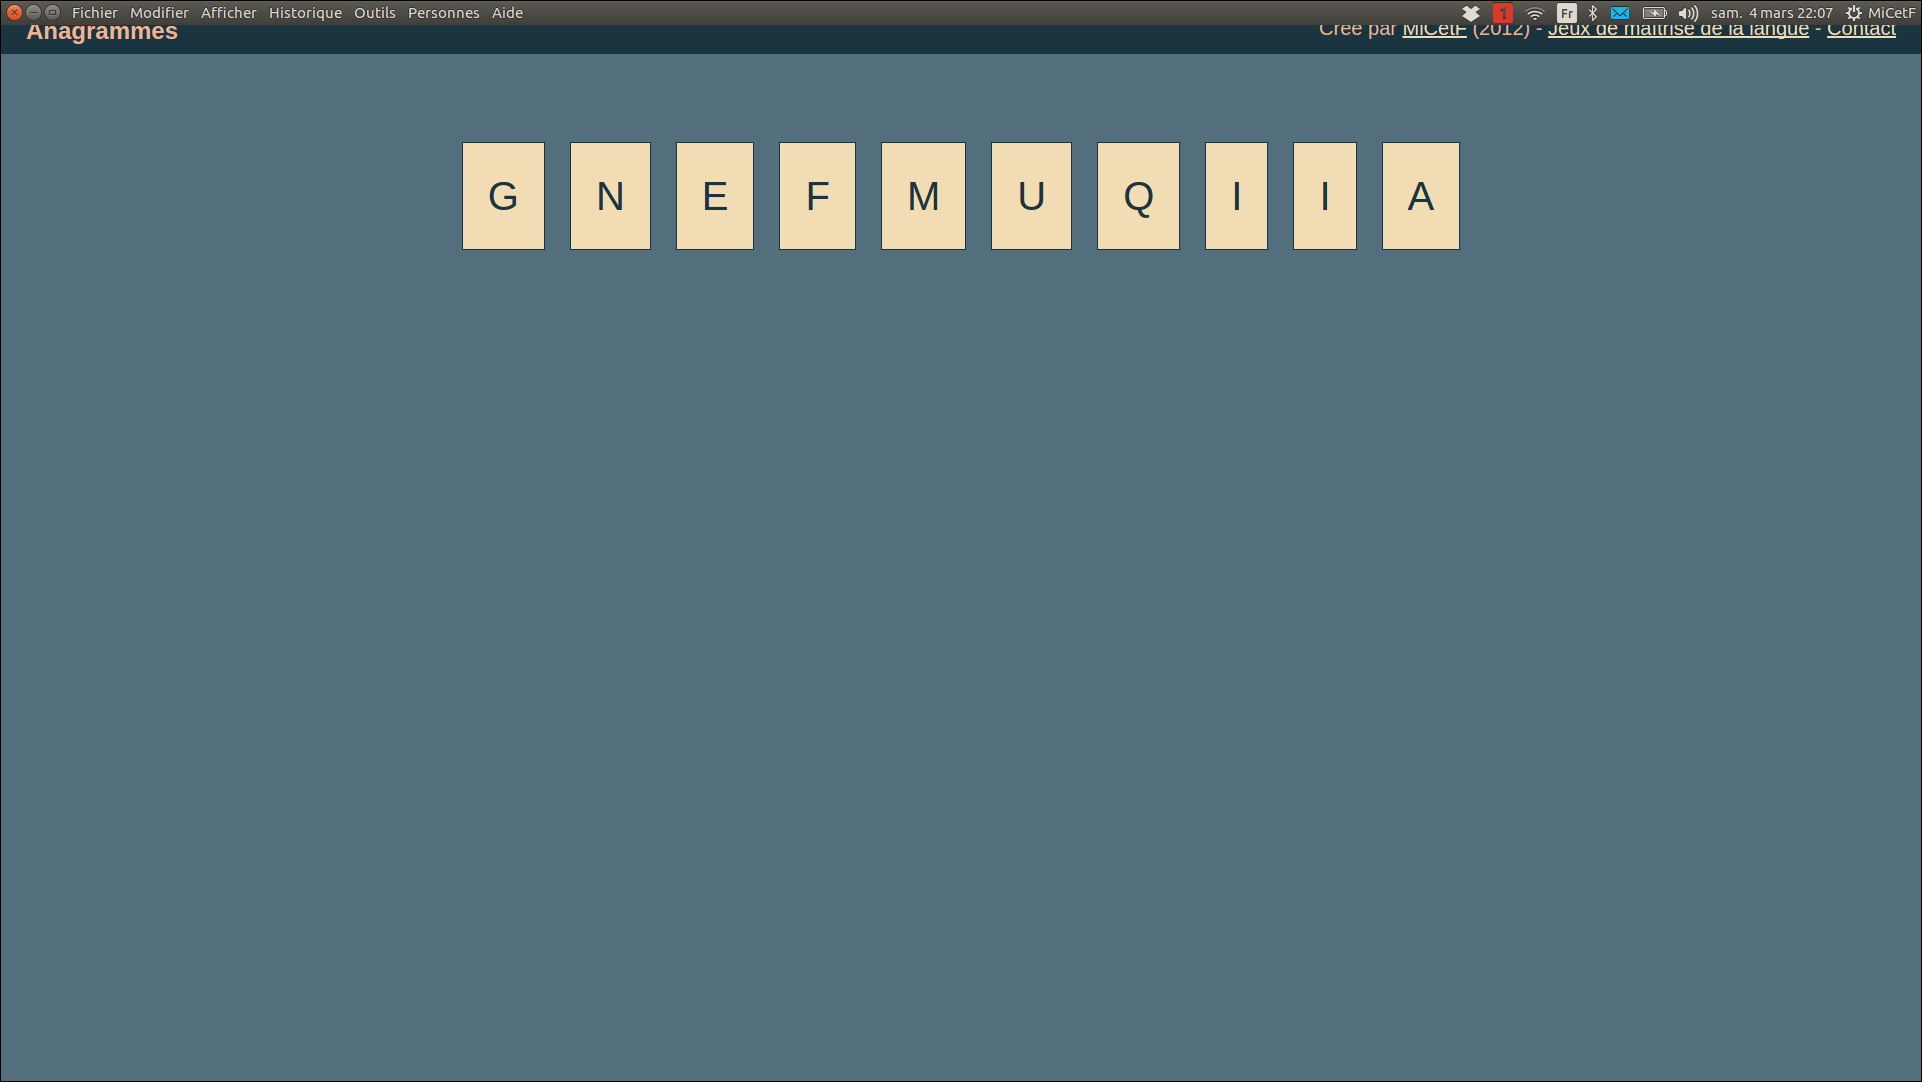 Fichier Modifier Afficher Historique Outils Personnes Aide 1 Fr sam. 4 mars 22:07 MiCetF
Anagrammes Créé par MiCetF (2012) - Jeux de maîtrise de la langue - Contact
G N E F M U Q I I A